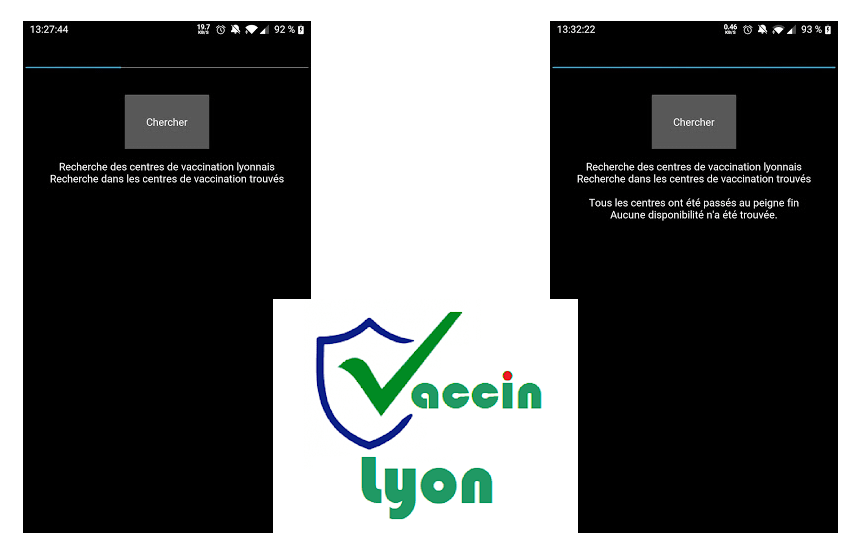 13:27:44
19.7
KB/S
92 %
Chercher
Recherche des centres de vaccination lyonnais
Recherche dans les centres de vaccination trouvés
13:32:22
0.46
KB/S
93 %
Chercher
Recherche des centres de vaccination lyonnais
Recherche dans les centres de vaccination trouvés
Tous les centres ont été passés au peigne fin
Aucune disponibilité n'a été trouvée.
Vaccin
Lyon